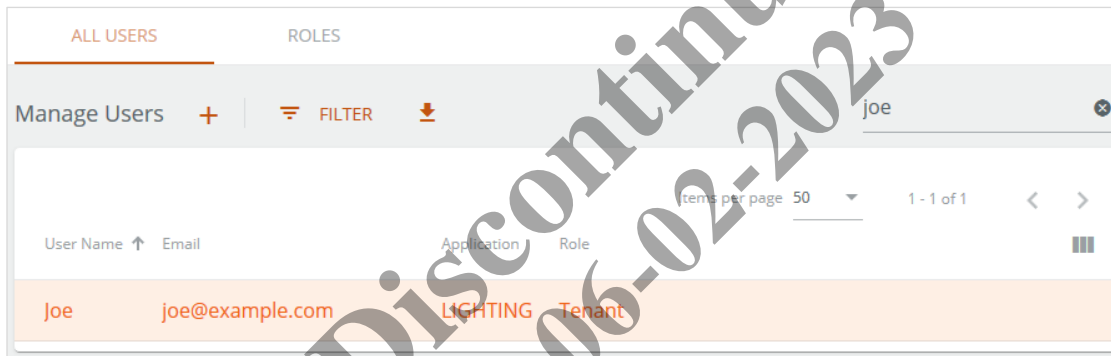 ALL USERS ROLES
Manage Users + FILTER joe
Items per page 50 1 - 1 of 1
User Name Email Application Role
Joe joe@example.com LIGHTING Tenant
Discontinu
06-02-2023